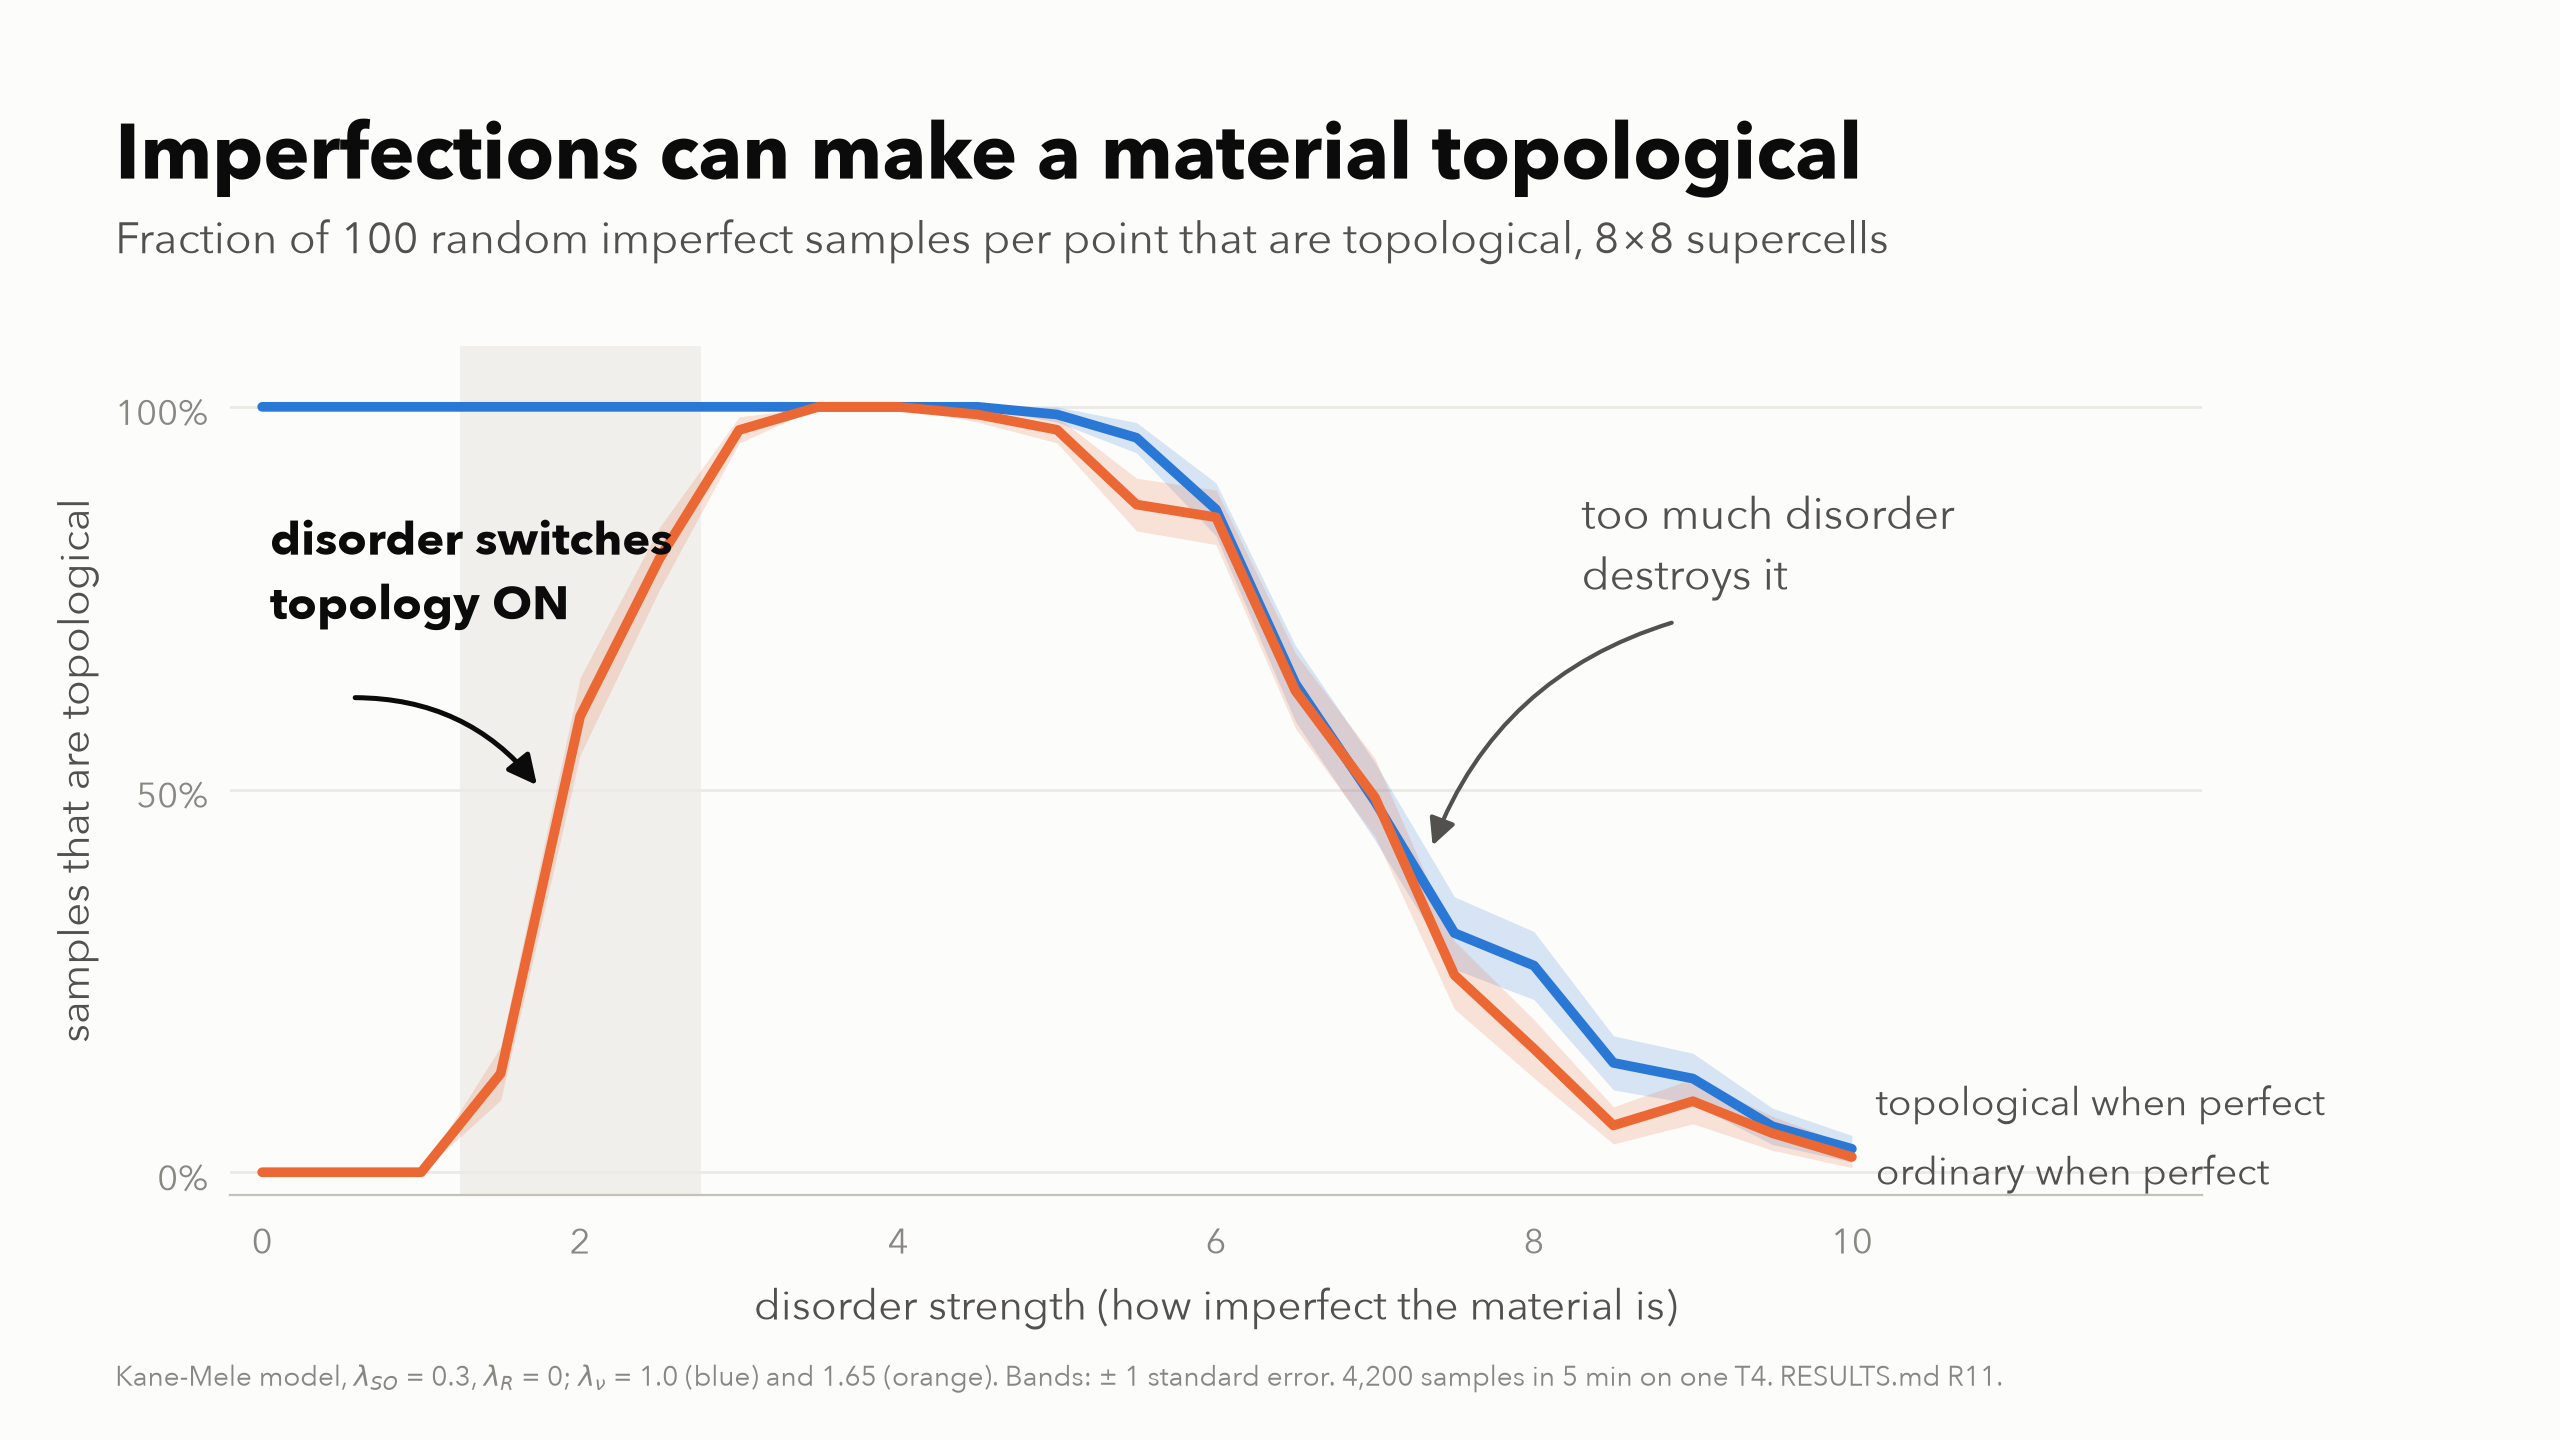 Imperfections can make a material topological
Fraction of 100 random imperfect samples per point that are topological, 8×8 supercells
samples that are topological
100%
50%
0%
disorder switches
topology ON
too much disorder
destroys it
topological when perfect
ordinary when perfect
0 2 4 6 8 10
disorder strength (how imperfect the material is)
Kane-Mele model, λSO = 0.3, λR = 0; λν = 1.0 (blue) and 1.65 (orange). Bands: ± 1 standard error. 4,200 samples in 5 min on one T4. RESULTS.md R11.